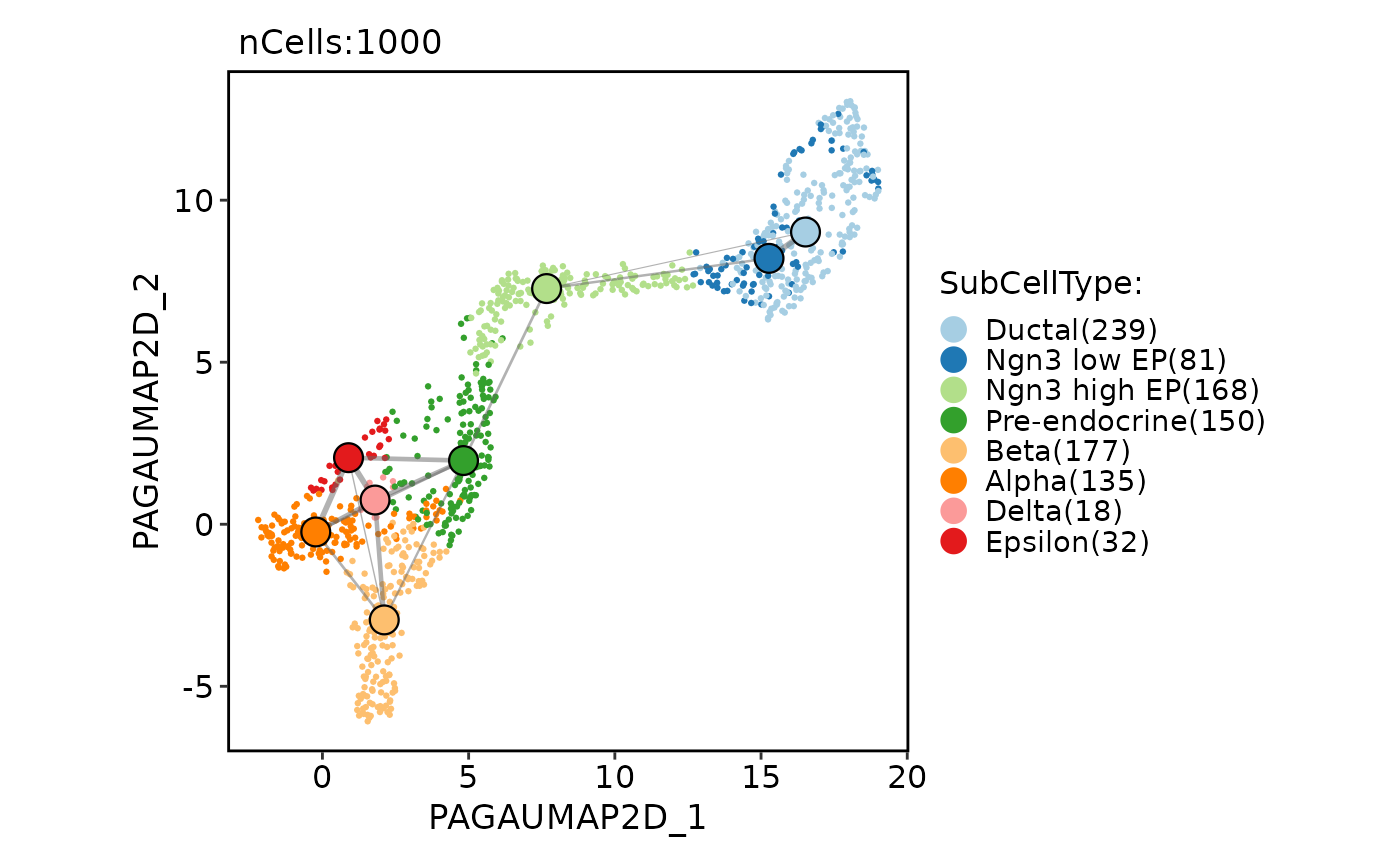 nCells:1000
PAGAUMAP2D_2
10
5
0
-5
0 5 10 15 20
PAGAUMAP2D_1
SubCellType:
Ductal(239)
Ngn3 low EP(81)
Ngn3 high EP(168)
Pre-endocrine(150)
Beta(177)
Alpha(135)
Delta(18)
Epsilon(32)